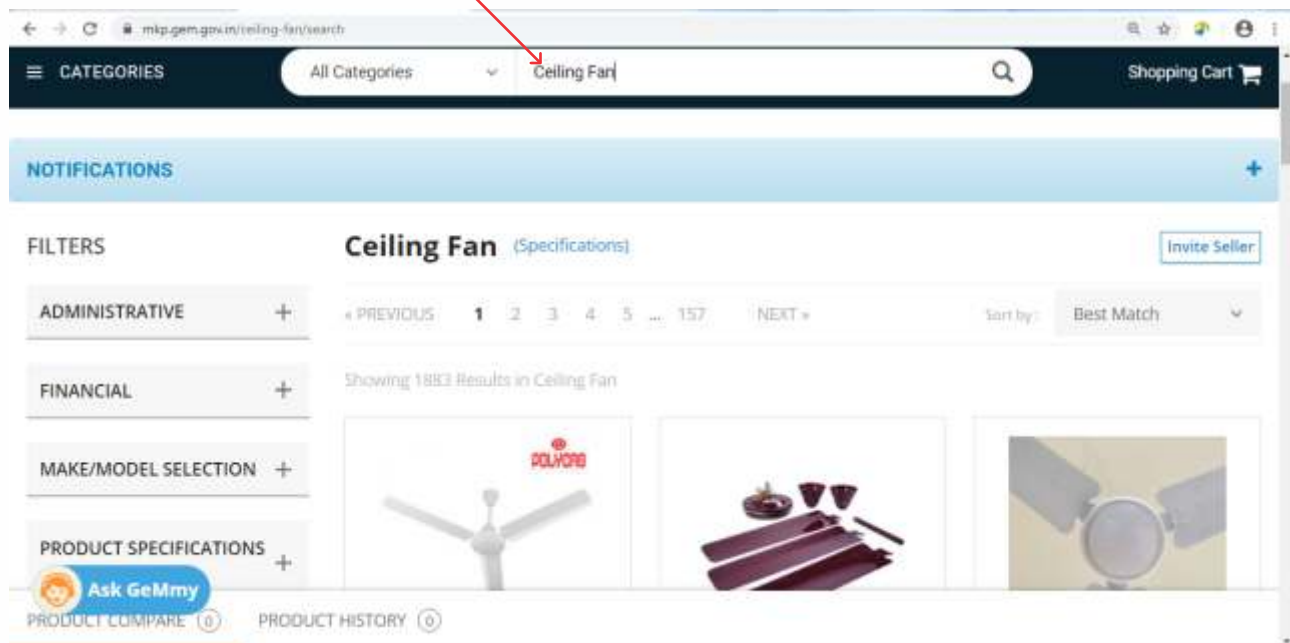 mkp.gem.gov.in/ceiling-fan/search
CATEGORIES
All Categories
Ceiling Fan
Shopping Cart
NOTIFICATIONS
FILTERS
Ceiling Fan (Specifications)
Invite Seller
ADMINISTRATIVE
« PREVIOUS 1 2 3 4 5 ... 157 NEXT »
Sort by : Best Match
Showing 1883 Results in Ceiling Fan
FINANCIAL
POLYCAB
MAKE/MODEL SELECTION
PRODUCT SPECIFICATIONS
Ask GeMmy
PRODUCT COMPARE 0
PRODUCT HISTORY 0